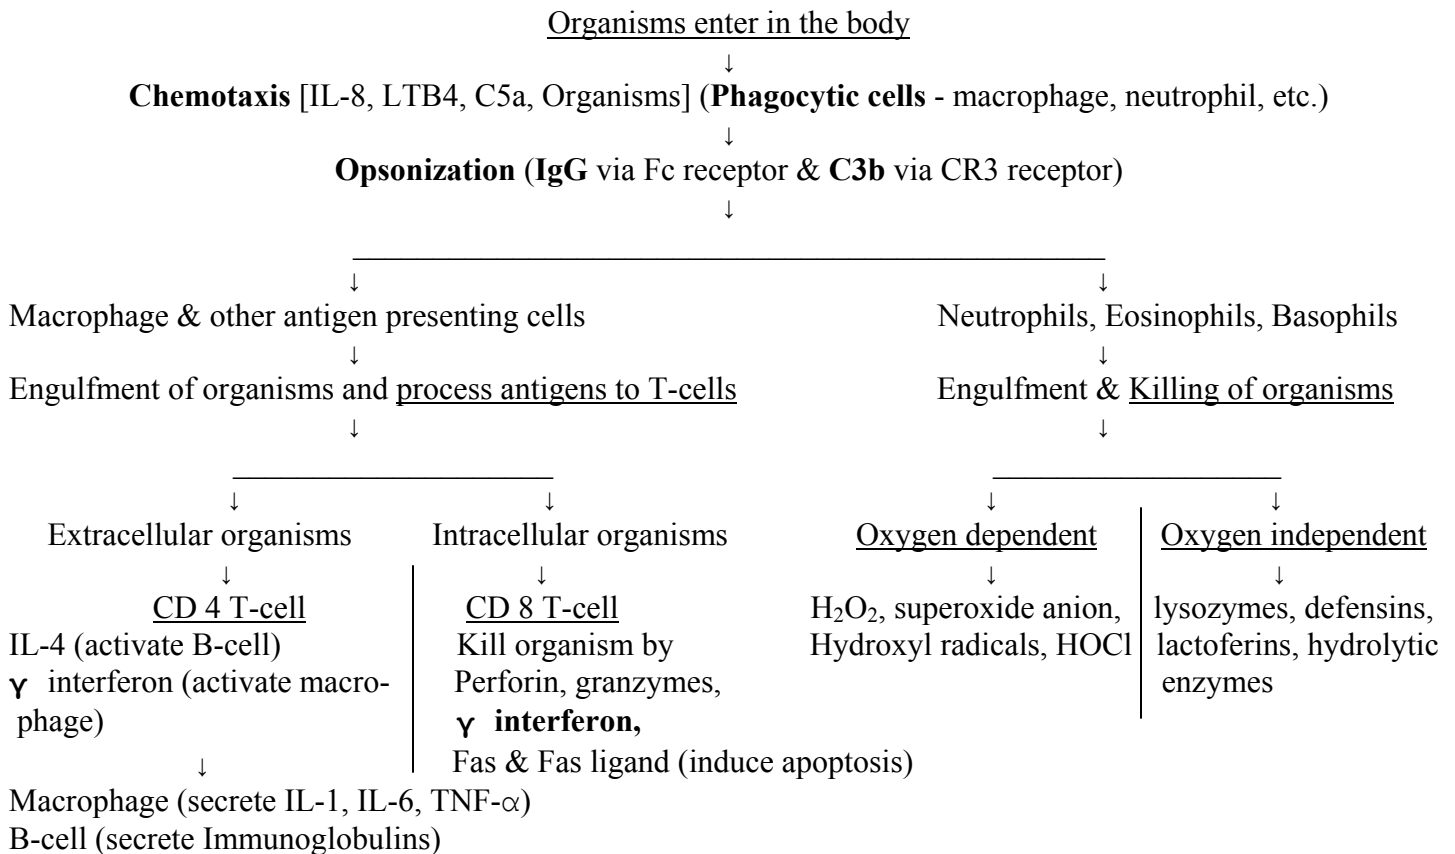 Organisms enter in the body
↓
Chemotaxis [IL-8, LTB4, C5a, Organisms] (Phagocytic cells - macrophage, neutrophil, etc.)
↓
Opsonization (IgG via Fc receptor & C3b via CR3 receptor)
↓
↓ ↓
Macrophage & other antigen presenting cells Neutrophils, Eosinophils, Basophils
↓ ↓
Engulfment of organisms and process antigens to T-cells Engulfment & Killing of organisms
↓ ↓
↓ ↓ ↓ ↓
Extracellular organisms Intracellular organisms Oxygen dependent Oxygen independent
↓ ↓ ↓ ↓
CD 4 T-cell CD 8 T-cell H₂O₂, superoxide anion, lysozymes, defensins,
IL-4 (activate B-cell) Kill organism by Hydroxyl radicals, HOCl lactoferins, hydrolytic
γ interferon (activate macro- Perforin, granzymes, enzymes
phage) γ interferon,
↓ Fas & Fas ligand (induce apoptosis)
Macrophage (secrete IL-1, IL-6, TNF-α)
B-cell (secrete Immunoglobulins)